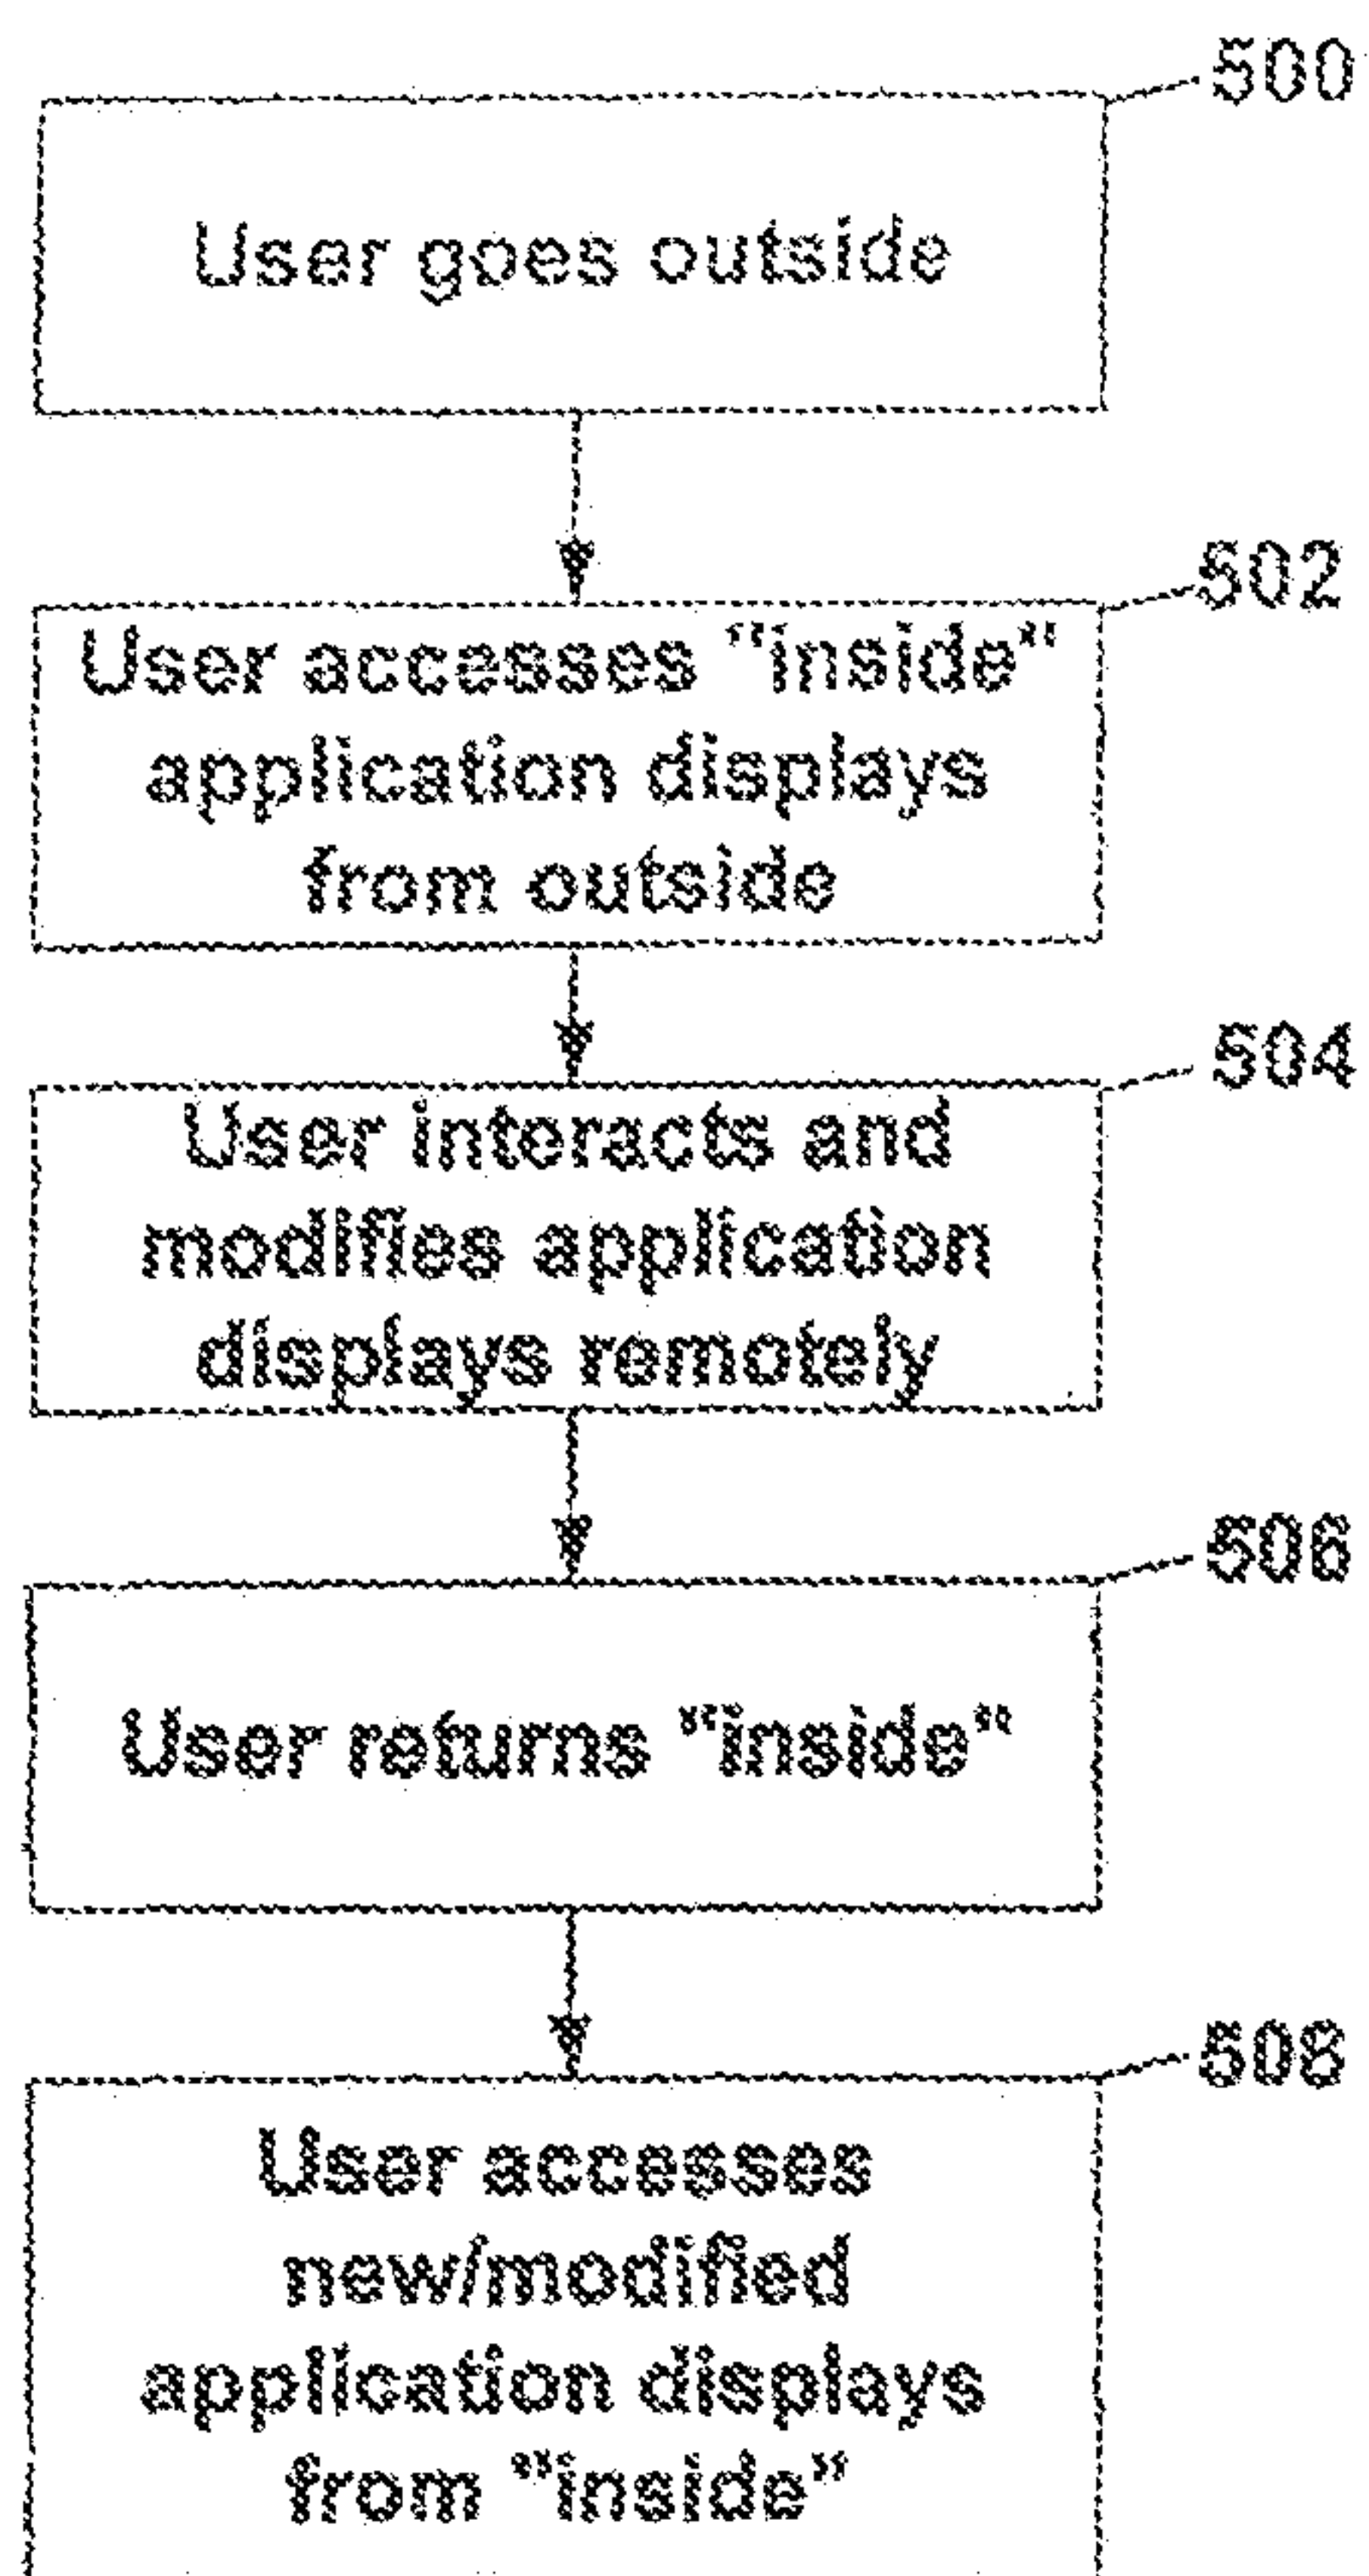 500
User goes outside
502
User accesses "inside"
application displays
from outside
504
User interacts and
modifies application
displays remotely
506
User returns "inside"
508
User accesses
new/modified
application displays
from "inside"